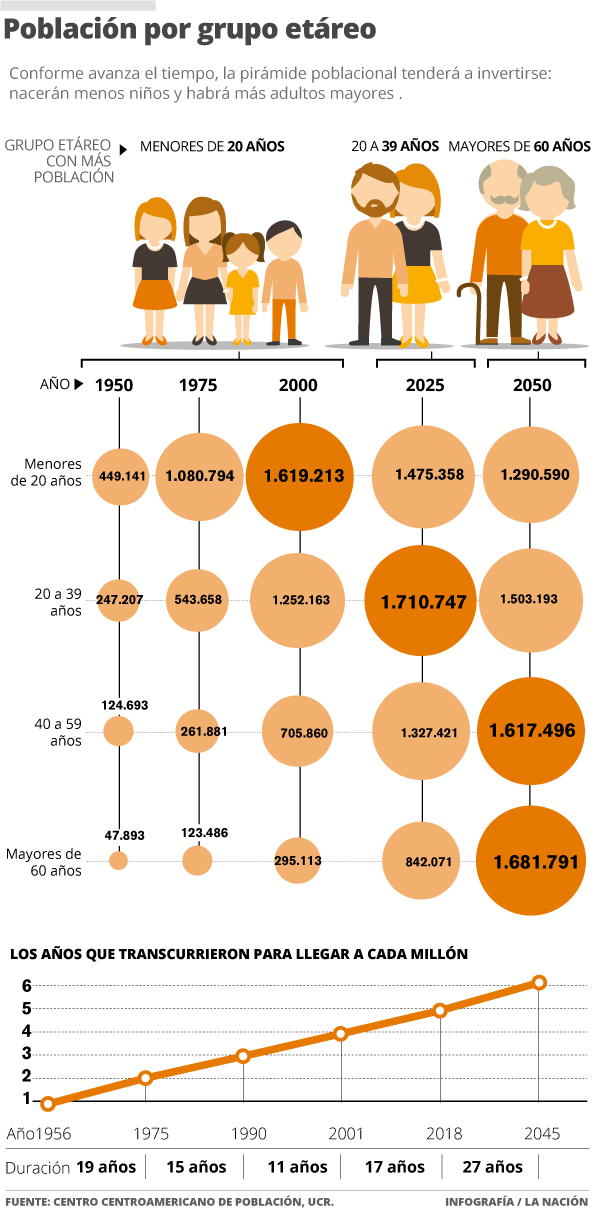 Población por grupo etáreo
Conforme avanza el tiempo, la pirámide poblacional tenderá a invertirse:
nacerán menos niños y habrá más adultos mayores .
GRUPO ETÁREO
CON MÁS
POBLACIÓN
MENORES DE 20 AÑOS
20 A 39 AÑOS
MAYORES DE 60 AÑOS
AÑO 1950 1975 2000 2025 2050
Menores
de 20 años
449.141 1.080.794 1.619.213 1.475.358 1.290.590
20 a 39
años
247.207 543.658 1.252.163 1.710.747 1.503.193
40 a 59
años
124.693 261.881 705.860 1.327.421 1.617.496
Mayores de
60 años
47.893 123.486 295.113 842.071 1.681.791
LOS AÑOS QUE TRANSCURRIERON PARA LLEGAR A CADA MILLÓN
6
5
4
3
2
1
Año1956 1975 1990 2001 2018 2045
Duración 19 años 15 años 11 años 17 años 27 años
FUENTE: CENTRO CENTROAMERICANO DE POBLACIÓN, UCR. INFOGRAFÍA / LA NACIÓN